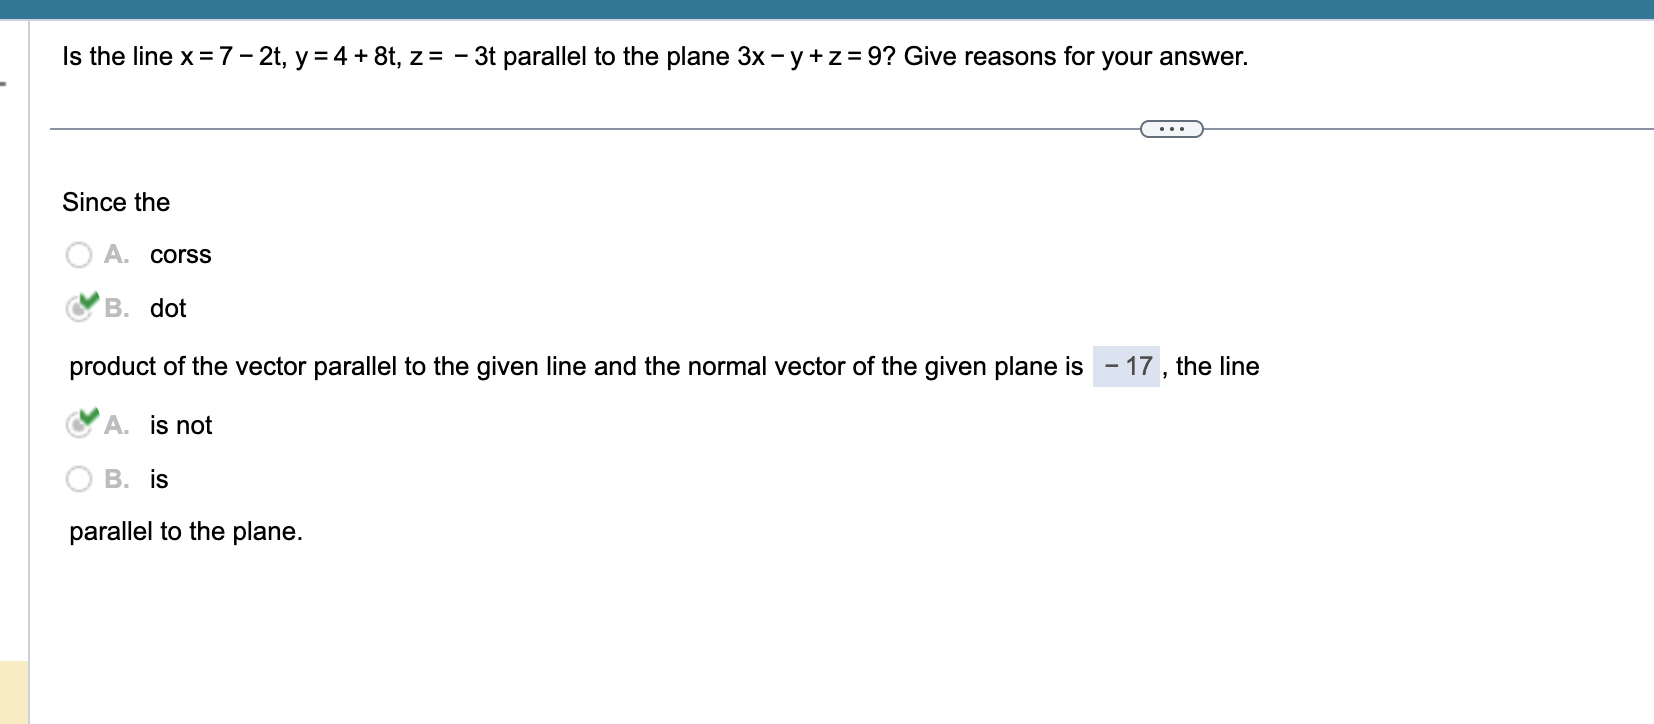 Is the line x = 7 − 2t, y = 4 + 8t, z = − 3t parallel to the plane 3x − y + z = 9? Give reasons for your answer.
Since the
A. corss
B. dot
product of the vector parallel to the given line and the normal vector of the given plane is − 17, the line
A. is not
B. is
parallel to the plane.